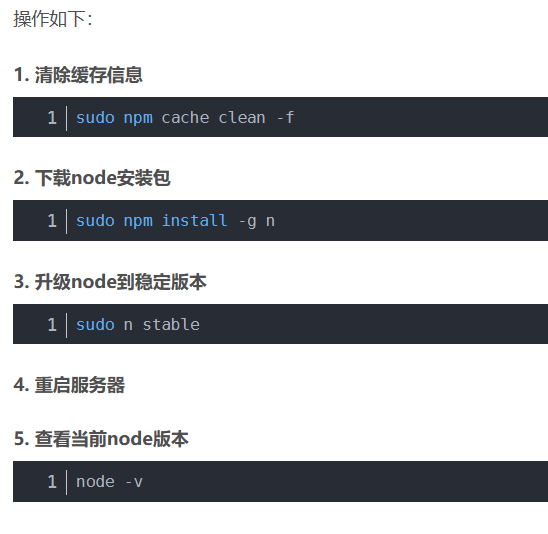 操作如下：
1. 清除缓存信息
1 sudo npm cache clean -f
2. 下载node安装包
1 sudo npm install -g n
3. 升级node到稳定版本
1 sudo n stable
4. 重启服务器
5. 查看当前node版本
1 node -v